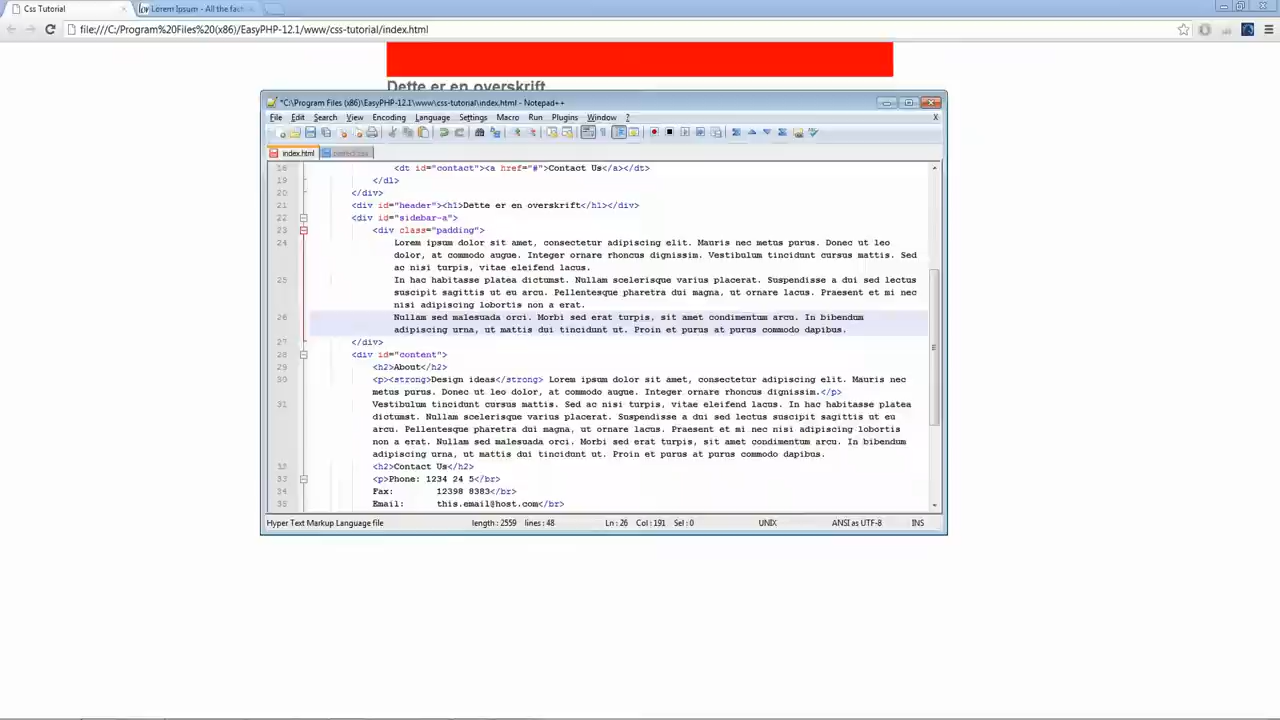 Css Tutorial
Lorem Ipsum - All the fact
file:///C:/Program%20Files%20(x86)/EasyPHP-12.1/www/css-tutorial/index.html
Dette er en overskrift
*C:\Program Files (x86)\EasyPHP-12.1\www\css-tutorial\index.html - Notepad++
File Edit Search View Encoding Language Settings Macro Run Plugins Window ? X
index.html
18 <dt id="contact"><a href="#">Contact Us</a></dt>
19 </dl>
20 </div>
21 <div id="header"><h1>Dette er en overskrift</h1></div>
22 <div id="sidebar-a">
23 <div class="padding">
24 Lorem ipsum dolor sit amet, consectetur adipiscing elit. Mauris nec metus purus. Donec ut leo
dolor, at commodo augue. Integer ornare rhoncus dignissim. Vestibulum tincidunt cursus mattis. Sed
ac nisi turpis, vitae eleifend lacus.
25 In hac habitasse platea dictumst. Nullam scelerisque varius placerat. Suspendisse a dui sed lectus
suscipit sagittis ut eu arcu. Pellentesque pharetra dui magna, ut ornare lacus. Praesent et mi nec
nisi adipiscing lobortis non a erat.
26 Nullam sed malesuada orci. Morbi sed erat turpis, sit amet condimentum arcu. In bibendum
adipiscing urna, ut mattis dui tincidunt ut. Proin et purus at purus commodo dapibus.
27 </div>
28 <div id="content">
29 <h2>About</h2>
30 <p><strong>Design ideas</strong> Lorem ipsum dolor sit amet, consectetur adipiscing elit. Mauris nec
metus purus. Donec ut leo dolor, at commodo augue. Integer ornare rhoncus dignissim.</p>
31 Vestibulum tincidunt cursus mattis. Sed ac nisi turpis, vitae eleifend lacus. In hac habitasse platea
dictumst. Nullam scelerisque varius placerat. Suspendisse a dui sed lectus suscipit sagittis ut eu
arcu. Pellentesque pharetra dui magna, ut ornare lacus. Praesent et mi nec nisi adipiscing lobortis
non a erat. Nullam sed malesuada orci. Morbi sed erat turpis, sit amet condimentum arcu. In bibendum
adipiscing urna, ut mattis dui tincidunt ut. Proin et purus at purus commodo dapibus.
32 <h2>Contact Us</h2>
33 <p>Phone: 1234 24 5</br>
34 Fax: 12398 8383</br>
35 Email: this.email@host.com</br>
Hyper Text Markup Language file length : 2559 lines : 48 Ln : 26 Col : 191 Sel : 0 UNIX ANSI as UTF-8 INS